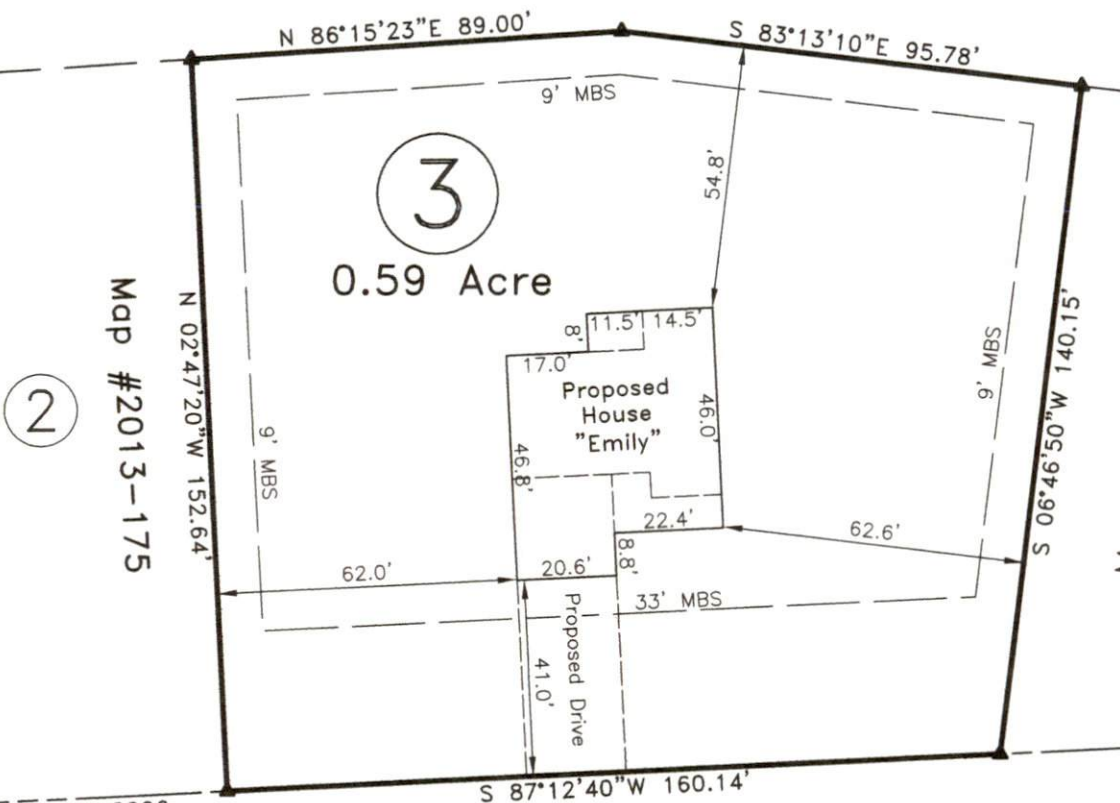 N 86°15'23"E 89.00'
S 83°13'10"E 95.78'
9' MBS
3
0.59 Acre
54.8'
Map #2013-175
2
N 02°47'20"W 152.64'
9' MBS
8'
11.5'
14.5'
17.0'
Proposed
House
"Emily"
46.0'
46.8'
9' MBS
S 06°46'50"W 140.15'
22.4'
62.6'
8.8'
62.0'
20.6'
33' MBS
Proposed Drive
41.0'
S 87°12'40"W 160.14'